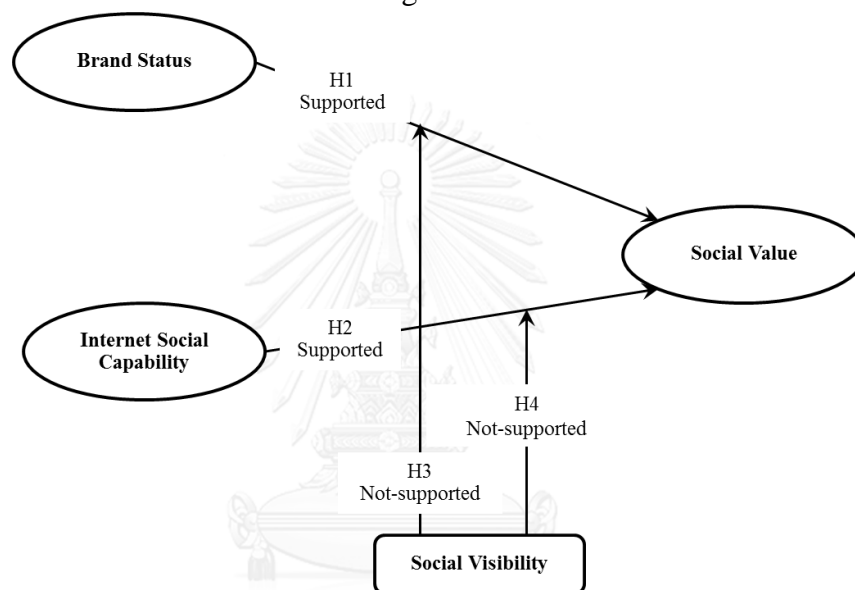 Brand Status
H1
Supported
Social Value
Internet Social
Capability
H2
Supported
H4
Not-supported
H3
Not-supported
Social Visibility